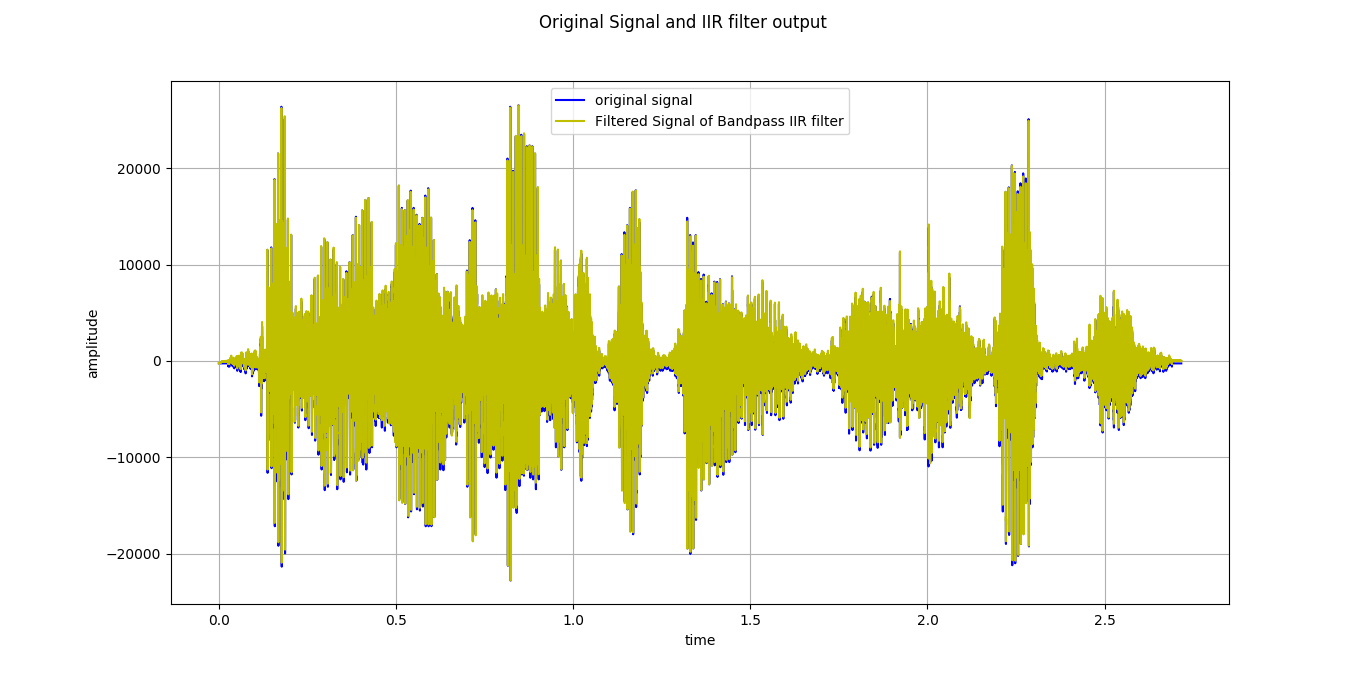 Original Signal and IIR filter output
original signal
Filtered Signal of Bandpass IIR filter
20000
10000
0
−10000
−20000
amplitude
0.0 0.5 1.0 1.5 2.0 2.5
time